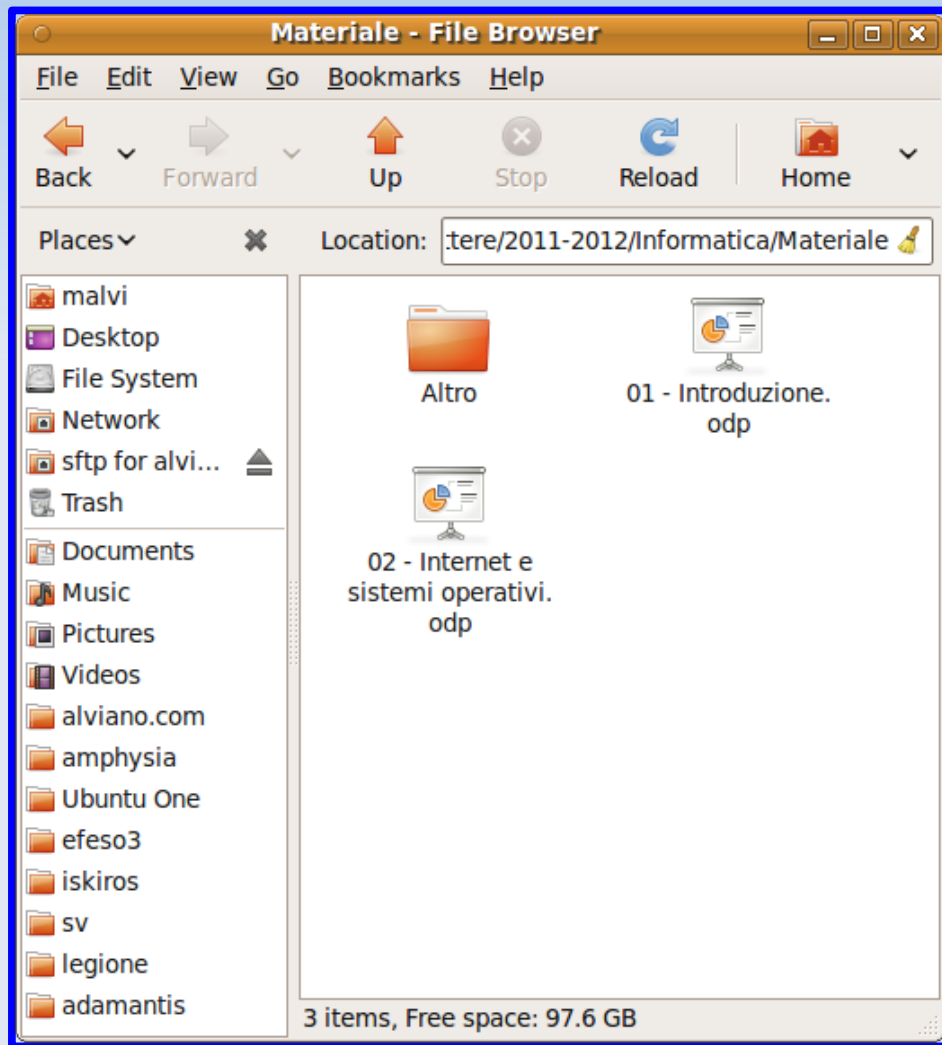 Materiale - File Browser
File Edit View Go Bookmarks Help
Back Forward Up Stop Reload Home
Places Location: :tere/2011-2012/Informatica/Materiale
malvi
Desktop
File System
Network
sftp for alvi...
Trash
Documents
Music
Pictures
Videos
alviano.com
amphysia
Ubuntu One
efeso3
iskiros
sv
legione
adamantis
Altro
01 - Introduzione.
odp
02 - Internet e
sistemi operativi.
odp
3 items, Free space: 97.6 GB